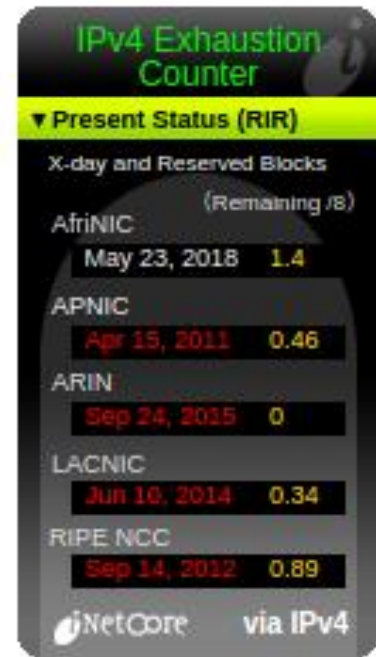 IPv4 Exhaustion
Counter
▼Present Status (RIR)
X-day and Reserved Blocks
(Remaining /8)
AfriNIC
May 23, 2018 1.4
APNIC
Apr 15, 2011 0.46
ARIN
Sep 24, 2015 0
LACNIC
Jun 10, 2014 0.34
RIPE NCC
Sep 14, 2012 0.89
iNetCore via IPv4